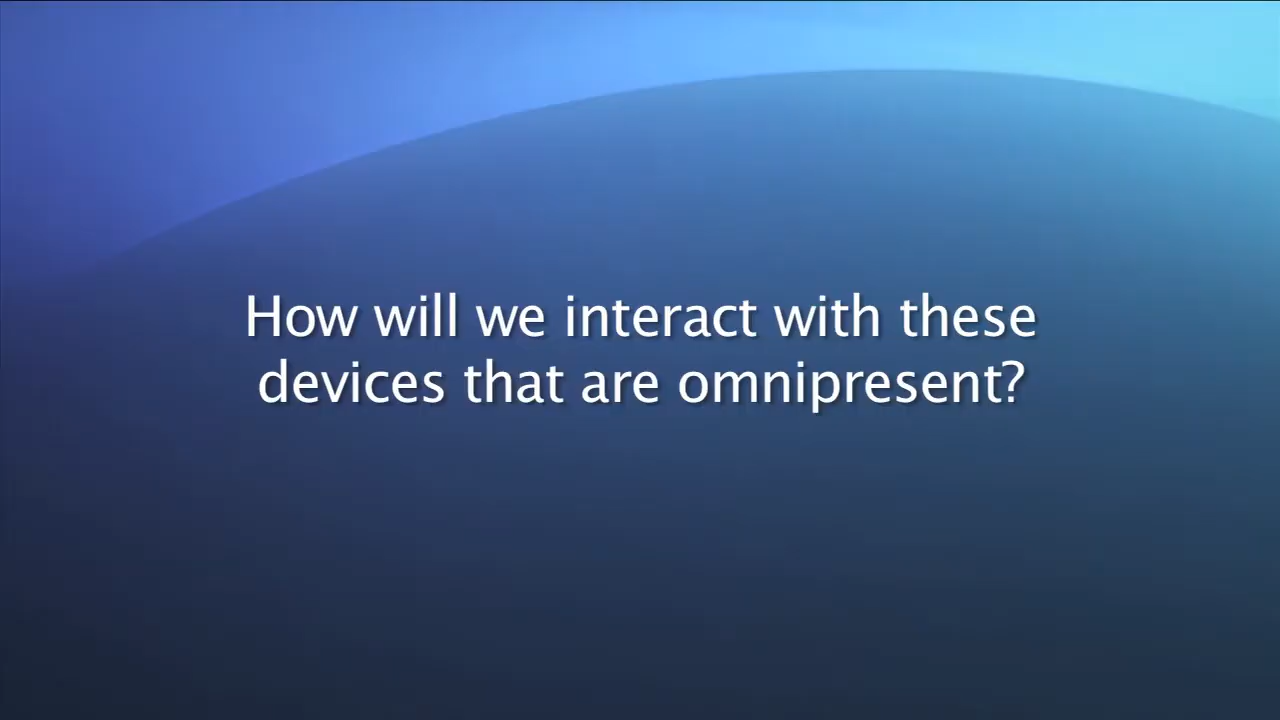 How will we interact with these
devices that are omnipresent?